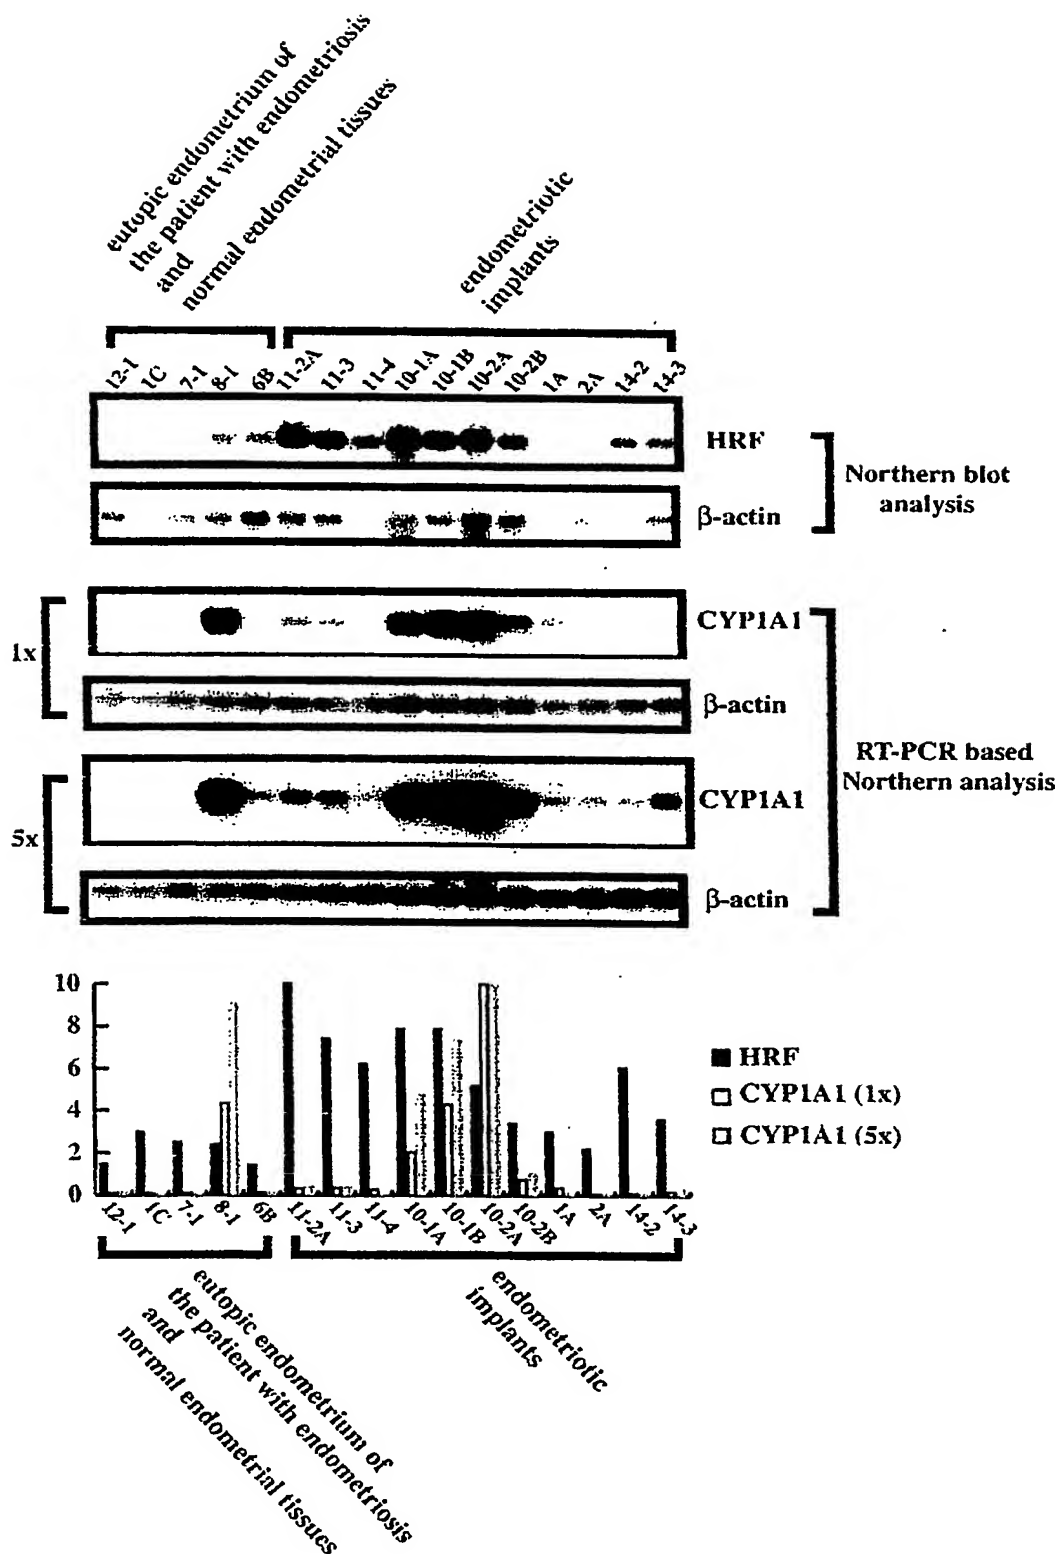 eutopic endometrium of
the patient with endometriosis
and
normal endometrial tissues
endometriotic
implants
12-1 1C 7-1 8-1 6B 11-2A 11-3 11-4 10-1A 10-1B 10-2A 10-2B 1A 2A 14-2 14-3
HRF
β-actin
Northern blot
analysis
1x
CYP1A1
β-actin
RT-PCR based
Northern analysis
5x
CYP1A1
β-actin
10
8
6
4
2
0
HRF
CYP1A1 (1x)
CYP1A1 (5x)
12-1 1C 7-1 8-1 6B 11-2A 11-3 11-4 10-1A 10-1B 10-2A 10-2B 1A 2A 14-2 14-3
eutopic endometrium of
the patient with endometriosis
and
normal endometrial tissues
endometriotic
implants